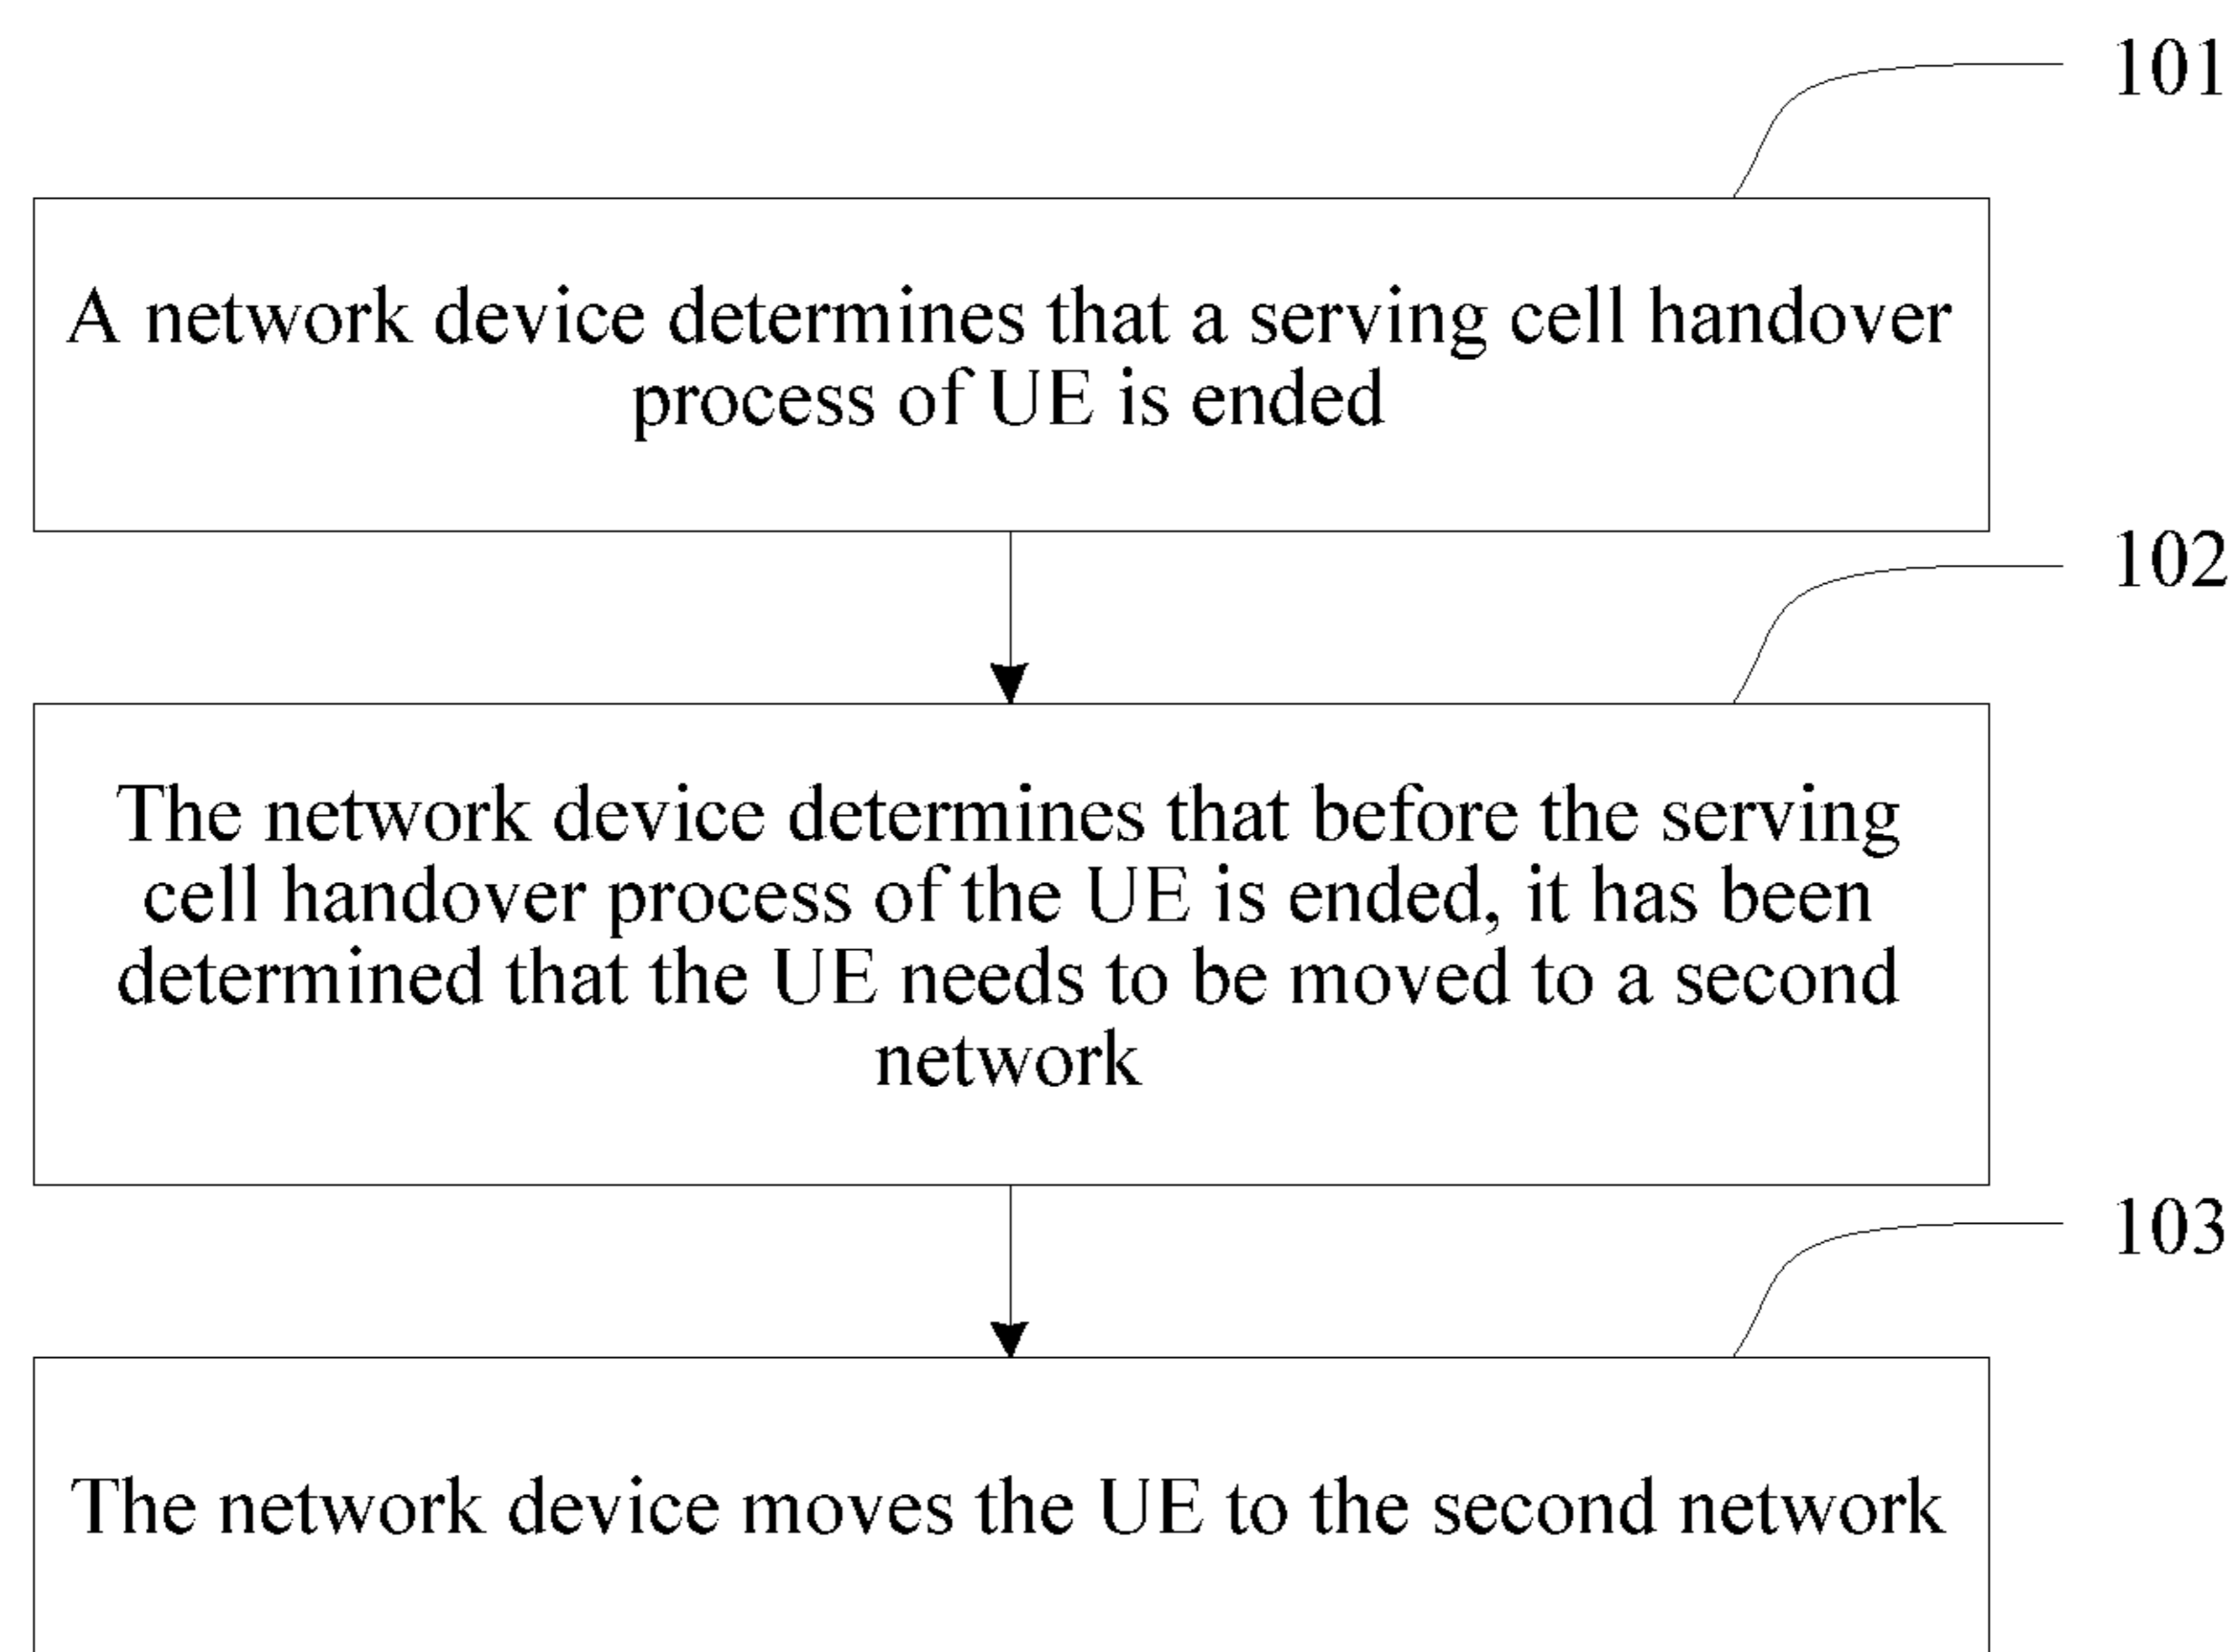 101
A network device determines that a serving cell handover
process of UE is ended
102
The network device determines that before the serving
cell handover process of the UE is ended, it has been
determined that the UE needs to be moved to a second
network
103
The network device moves the UE to the second network